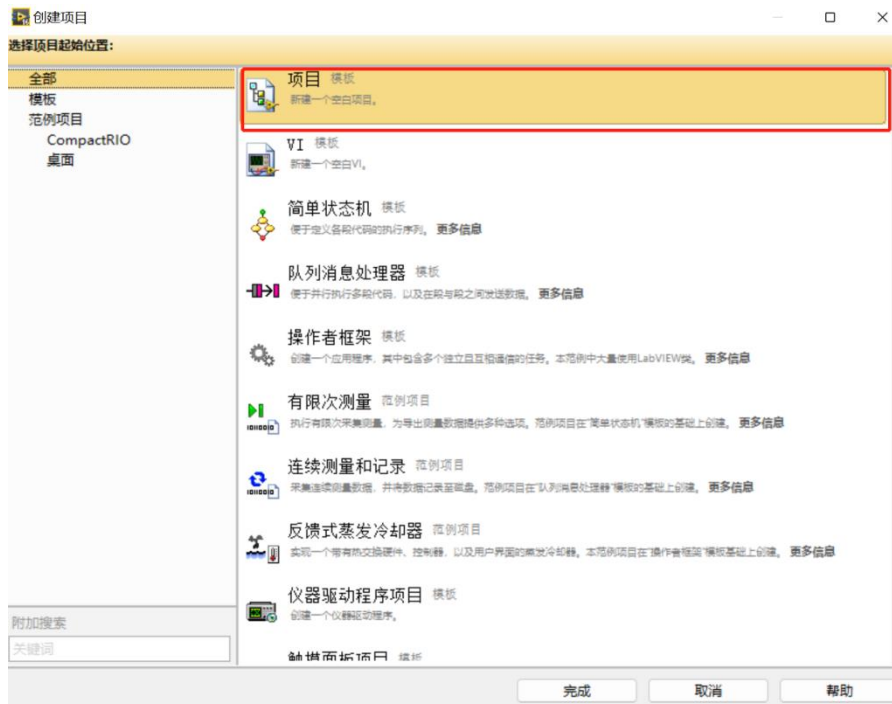 创建项目
选择项目起始位置:
全部
模板
范例项目
CompactRIO
桌面
附加搜索
关键词
项目 模板
新建一个空白项目。
VI 模板
新建一个空白VI。
简单状态机 模板
便于定义各段代码的执行序列。 更多信息
队列消息处理器 模板
便于并行执行多段代码，以及在段与段之间发送数据。 更多信息
操作者框架 模板
创建一个应用程序，其中包含多个独立且互相通信的任务。本范例中大量使用LabVIEW类。 更多信息
有限次测量 范例项目
执行有限次采集测量，为导出测量数据提供多种选项。范例项目在"简单状态机"模板的基础上创建。 更多信息
连续测量和记录 范例项目
采集连续测量数据，并将数据记录至磁盘。范例项目在"队列消息处理器"模板的基础上创建。 更多信息
反馈式蒸发冷却器 范例项目
实现一个带有热交换硬件、控制器、以及用户界面的蒸发冷却器。本范例项目在"操作者框架"模板基础上创建。 更多信息
仪器驱动程序项目 模板
创建一个仪器驱动程序。
触摸面板项目 模板
完成
取消
帮助